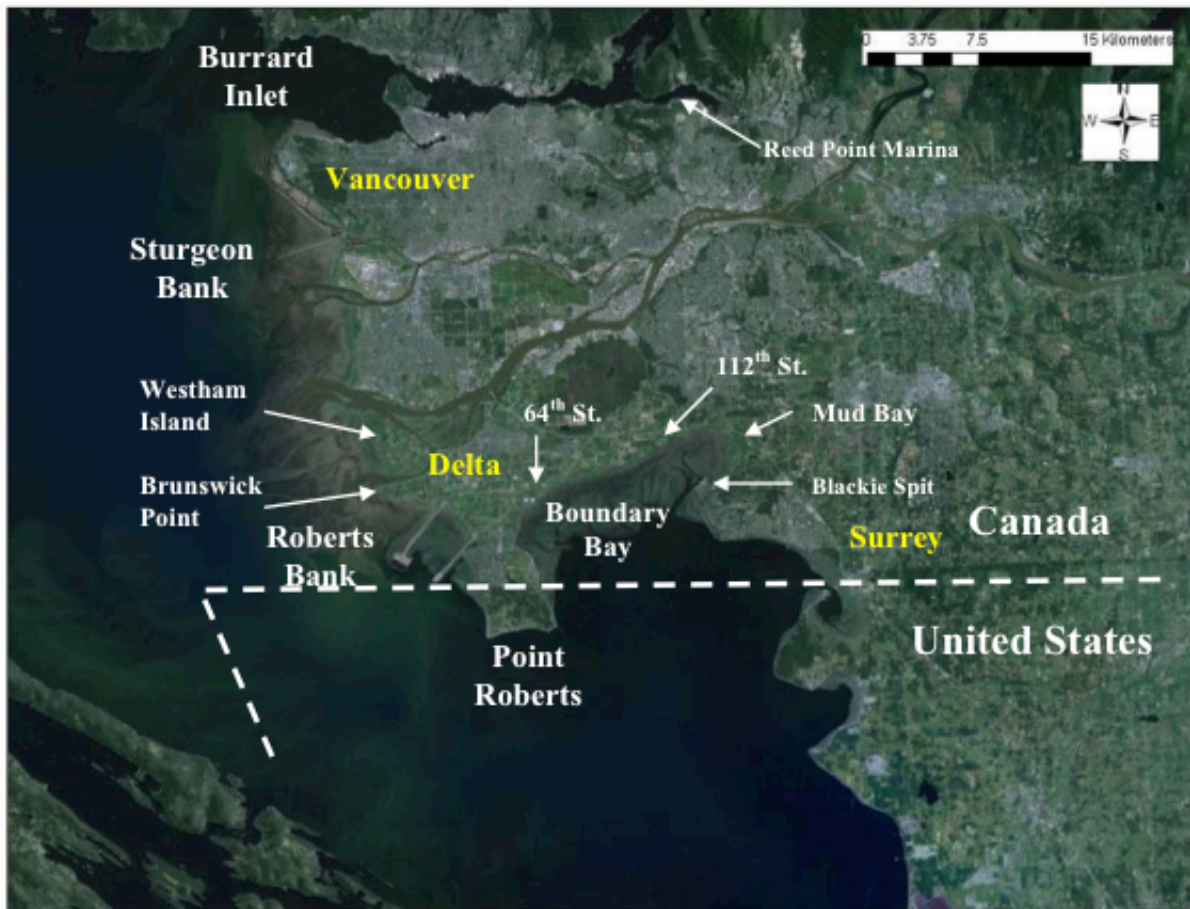 Burrard
Inlet
0 3.75 7.5 15 Kilometers
N
W E
S
Reed Point Marina
Vancouver
Sturgeon
Bank
112th St.
Westham
Island
64th St.
Mud Bay
Delta
Brunswick
Point
Blackie Spit
Boundary
Bay
Canada
Surrey
Roberts
Bank
United States
Point
Roberts